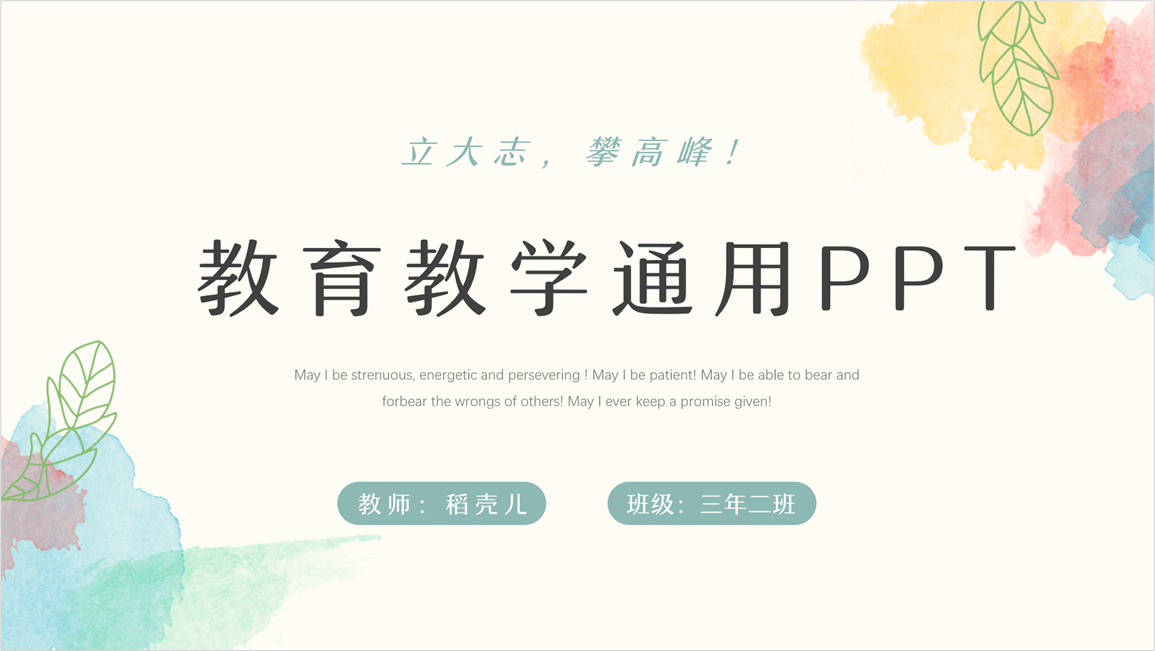 立大志，攀高峰！
教育教学通用PPT
May I be strenuous, energetic and persevering ! May I be patient! May I be able to bear and
forbear the wrongs of others! May I ever keep a promise given!
教师：稻壳儿
班级：三年二班